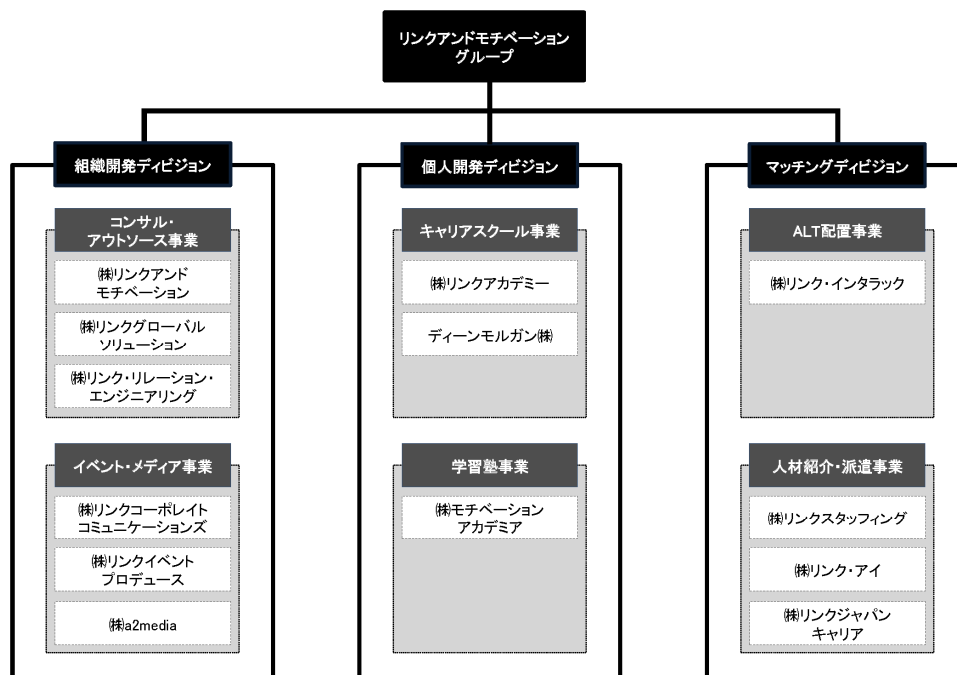 リンクアンドモチベーション
グループ
組織開発ディビジョン
コンサル・
アウトソース事業
㈱リンクアンド
モチベーション
㈱リンクグローバル
ソリューション
㈱リンク・リレーション・
エンジニアリング
イベント・メディア事業
㈱リンクコーポレイト
コミュニケーションズ
㈱リンクイベント
プロデュース
㈱a2media
個人開発ディビジョン
キャリアスクール事業
㈱リンクアカデミー
ディーンモルガン㈱
学習塾事業
㈱モチベーション
アカデミア
マッチングディビジョン
ALT配置事業
㈱リンク・インタラック
人材紹介・派遣事業
㈱リンクスタッフィング
㈱リンク・アイ
㈱リンクジャパン
キャリア